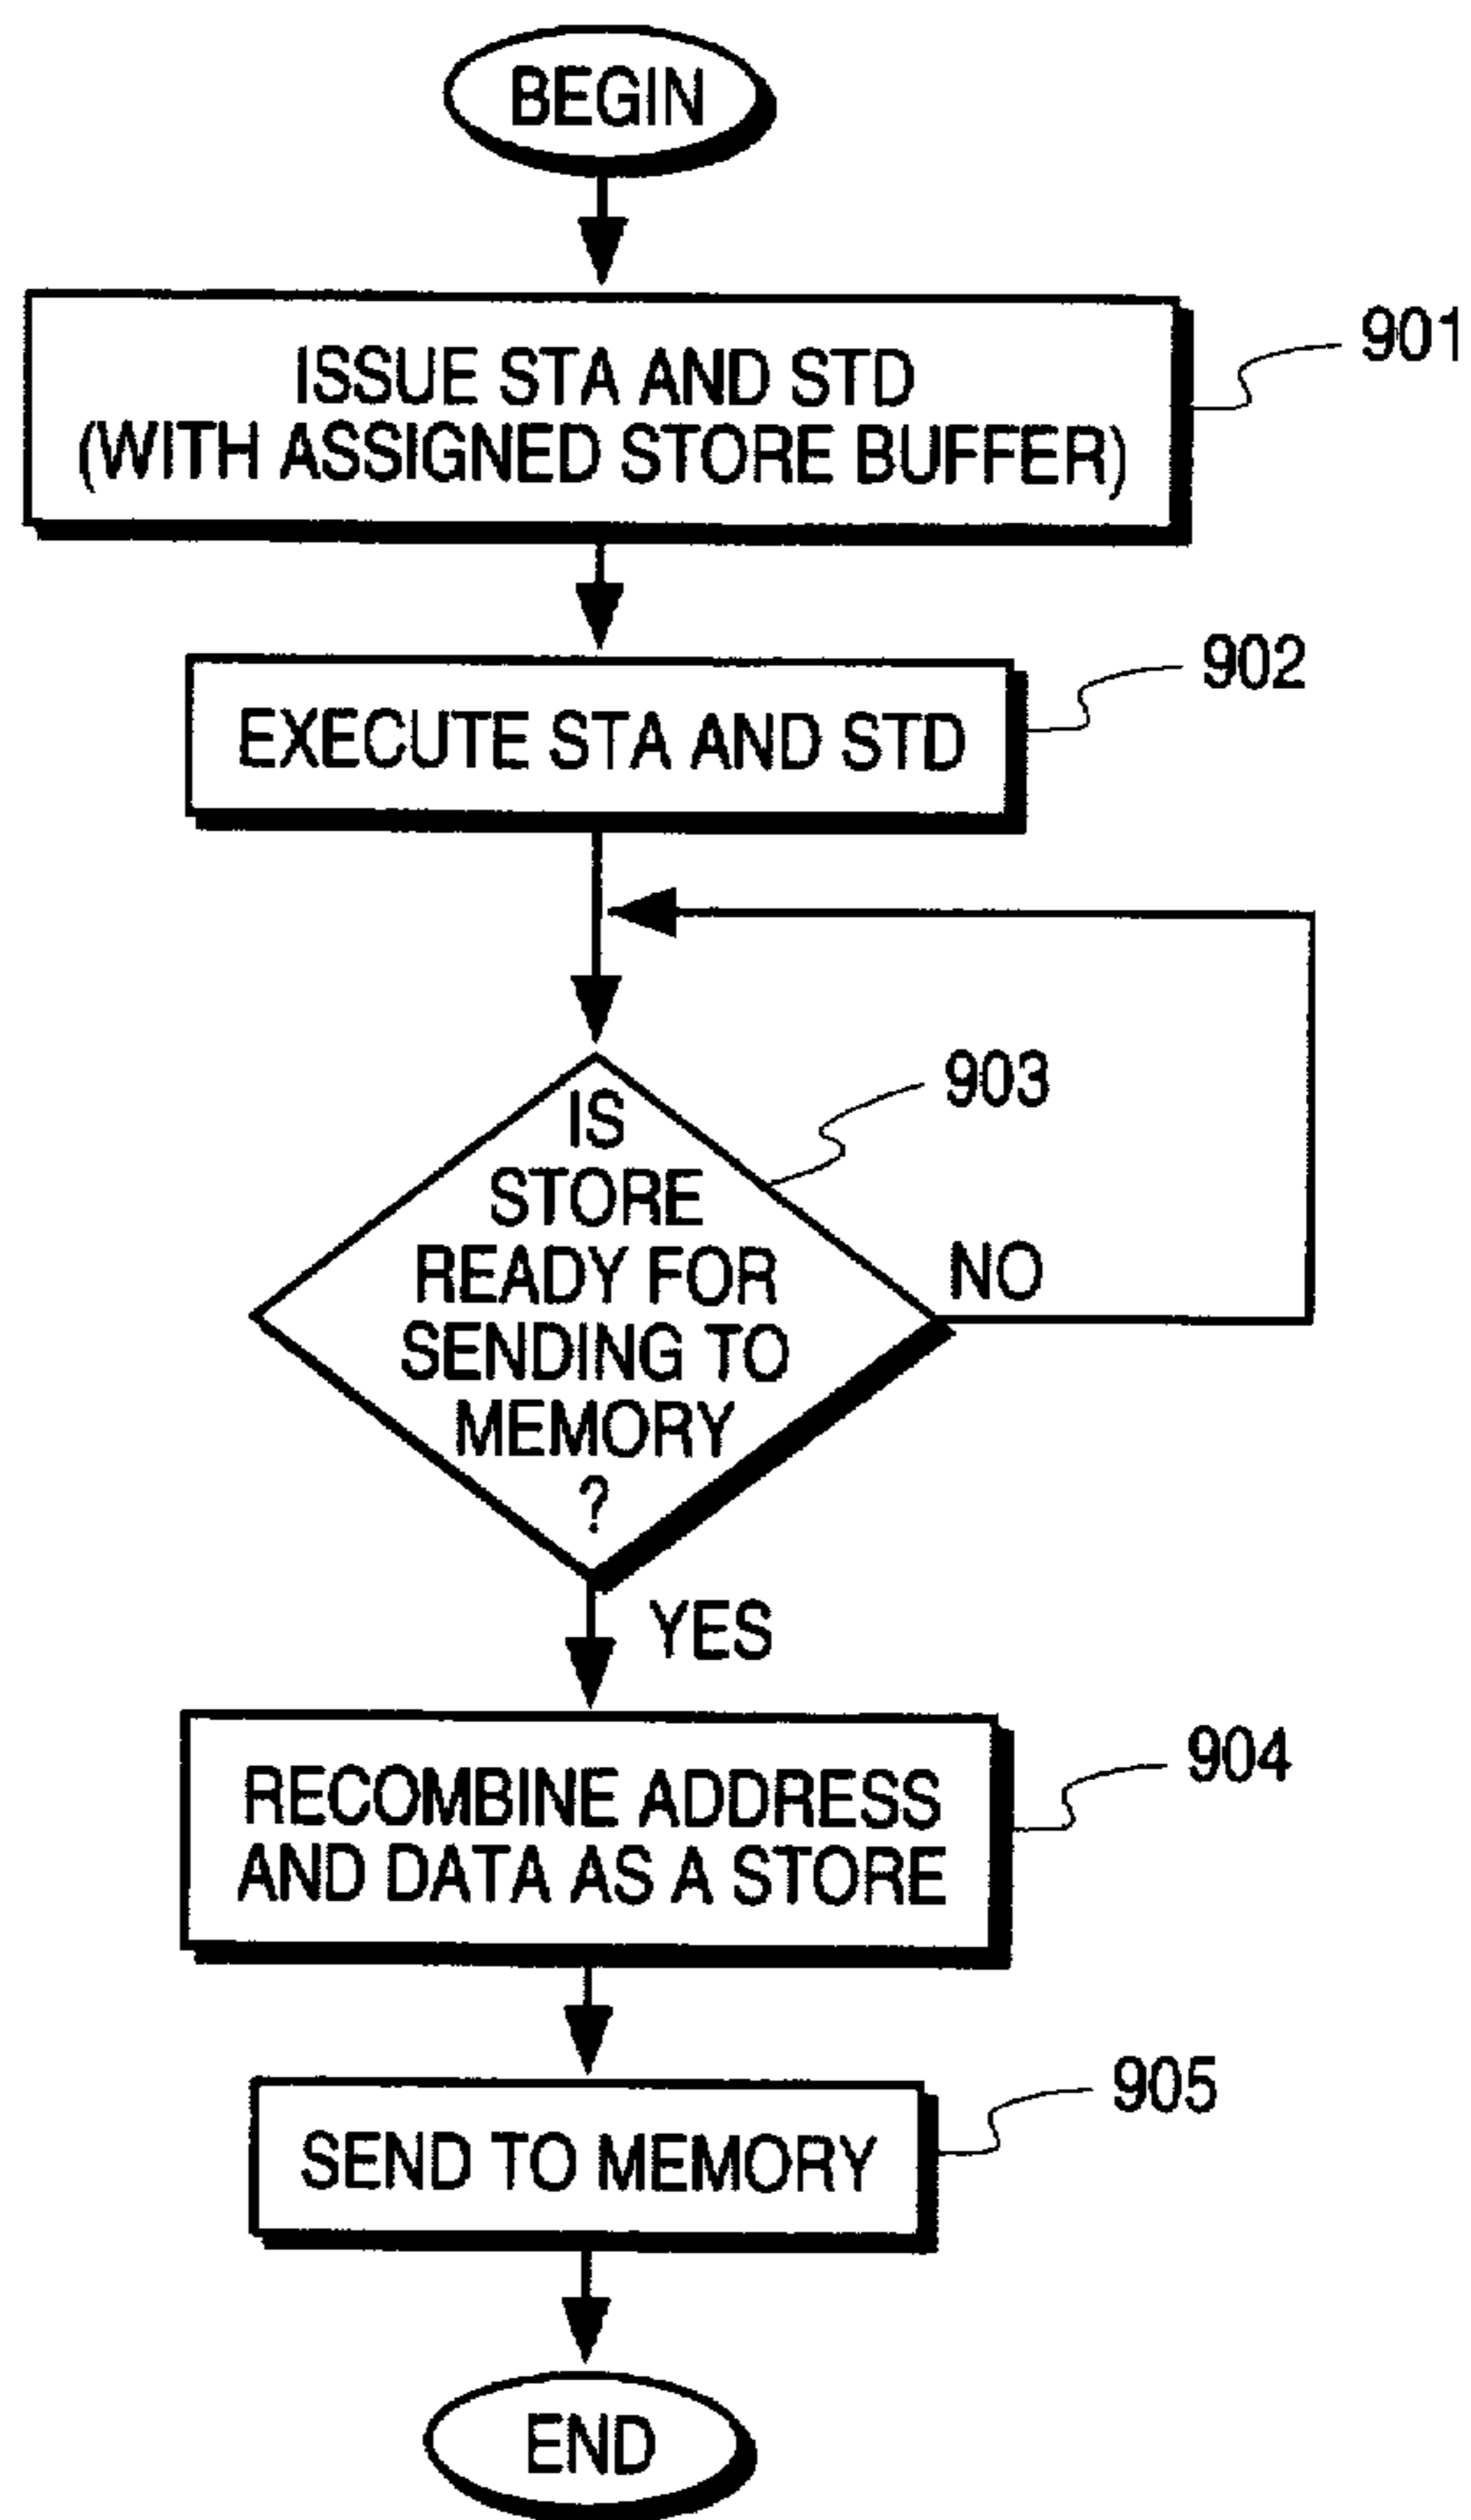 BEGIN
ISSUE STA AND STD
(WITH ASSIGNED STORE BUFFER)
901
EXECUTE STA AND STD
902
IS
STORE
READY FOR
SENDING TO
MEMORY
?
903
NO
YES
RECOMBINE ADDRESS
AND DATA AS A STORE
904
SEND TO MEMORY
905
END